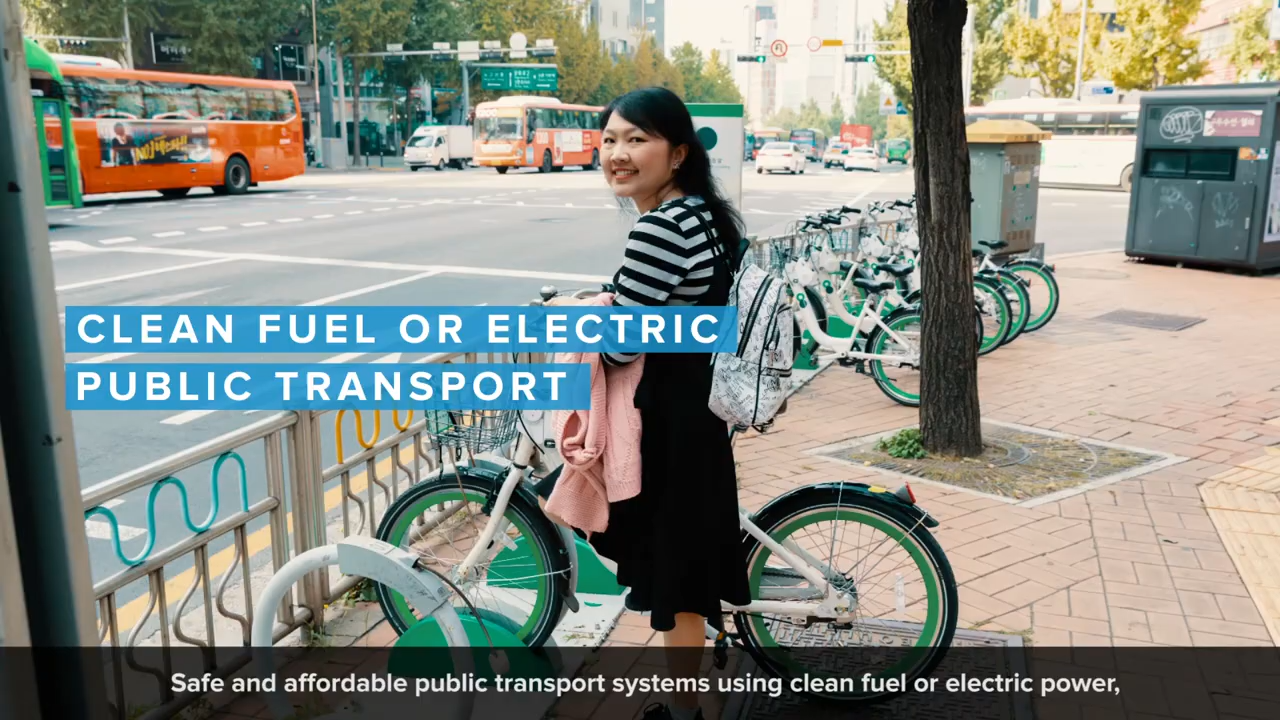 CLEAN FUEL OR ELECTRIC
PUBLIC TRANSPORT
Safe and affordable public transport systems using clean fuel or electric power,